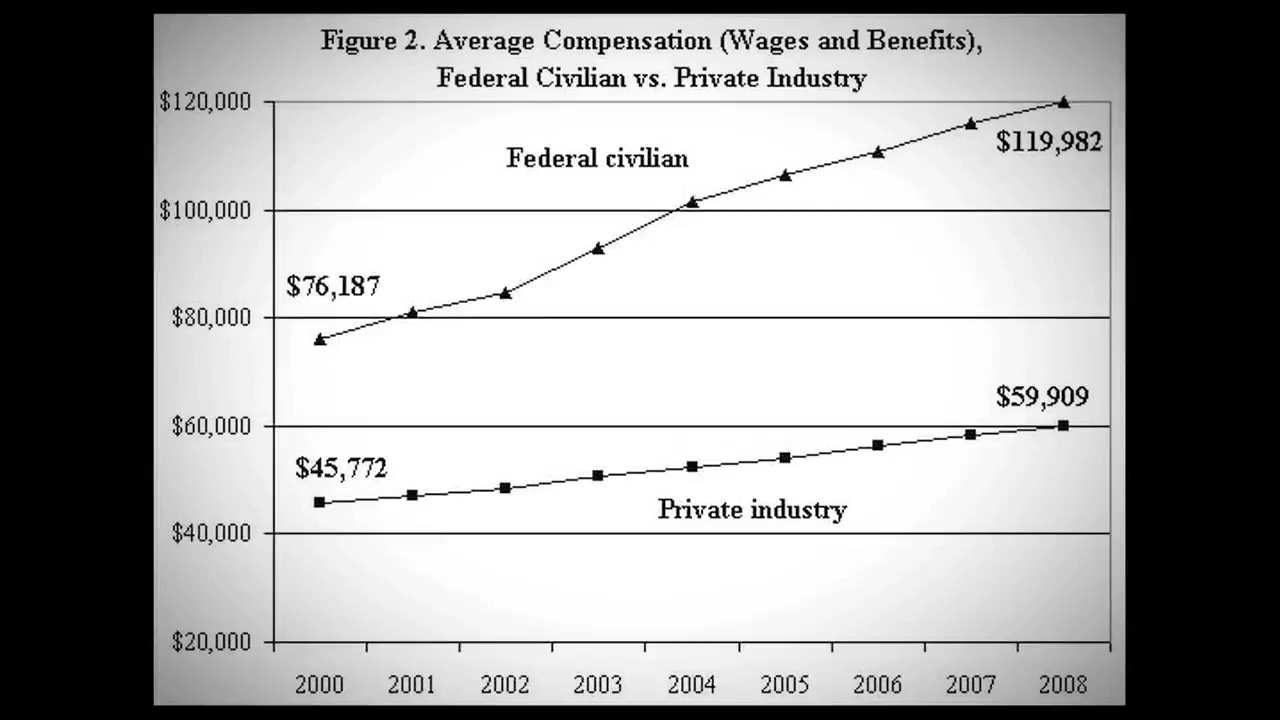 Figure 2. Average Compensation (Wages and Benefits),
Federal Civilian vs. Private Industry
$120,000
$119,982
Federal civilian
$100,000
$76,187
$80,000
$59,909
$60,000
$45,772
Private industry
$40,000
$20,000
2000 2001 2002 2003 2004 2005 2006 2007 2008